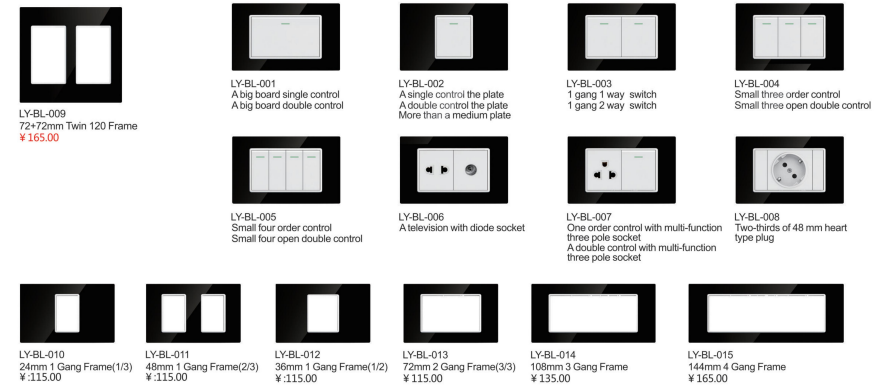 LY-BL-009
72+72mm Twin 120 Frame
¥ 165.00
LY-BL-001
A big board single control
A big board double control
LY-BL-002
A single control the plate
A double control the plate
More than a medium plate
LY-BL-003
1 gang 1 way switch
1 gang 2 way switch
LY-BL-004
Small three order control
Small three open double control
LY-BL-005
Small four order control
Small four open double control
LY-BL-006
A television with diode socket
LY-BL-007
One order control with multi-function
three pole socket
A double control with multi-function
three pole socket
LY-BL-008
Two-thirds of 48 mm heart
type plug
LY-BL-010
24mm 1 Gang Frame(1/3)
¥ :115.00
LY-BL-011
48mm 1 Gang Frame(2/3)
¥ :115.00
LY-BL-012
36mm 1 Gang Frame(1/2)
¥ :115.00
LY-BL-013
72mm 2 Gang Frame(3/3)
¥ 115.00
LY-BL-014
108mm 3 Gang Frame
¥ 135.00
LY-BL-015
144mm 4 Gang Frame
¥ 165.00